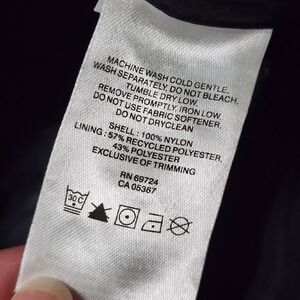 MACHINE WASH COLD GENTLE.
WASH SEPARATELY, DO NOT BLEACH.
TUMBLE DRY LOW.
REMOVE PROMPTLY. IRON LOW.
DO NOT USE FABRIC SOFTENER.
DO NOT DRYCLEAN
SHELL : 100% NYLON
LINING : 57% RECYCLED POLYESTER,
43% POLYESTER
EXCLUSIVE OF TRIMMING
RN 69724
CA 05367
30 C